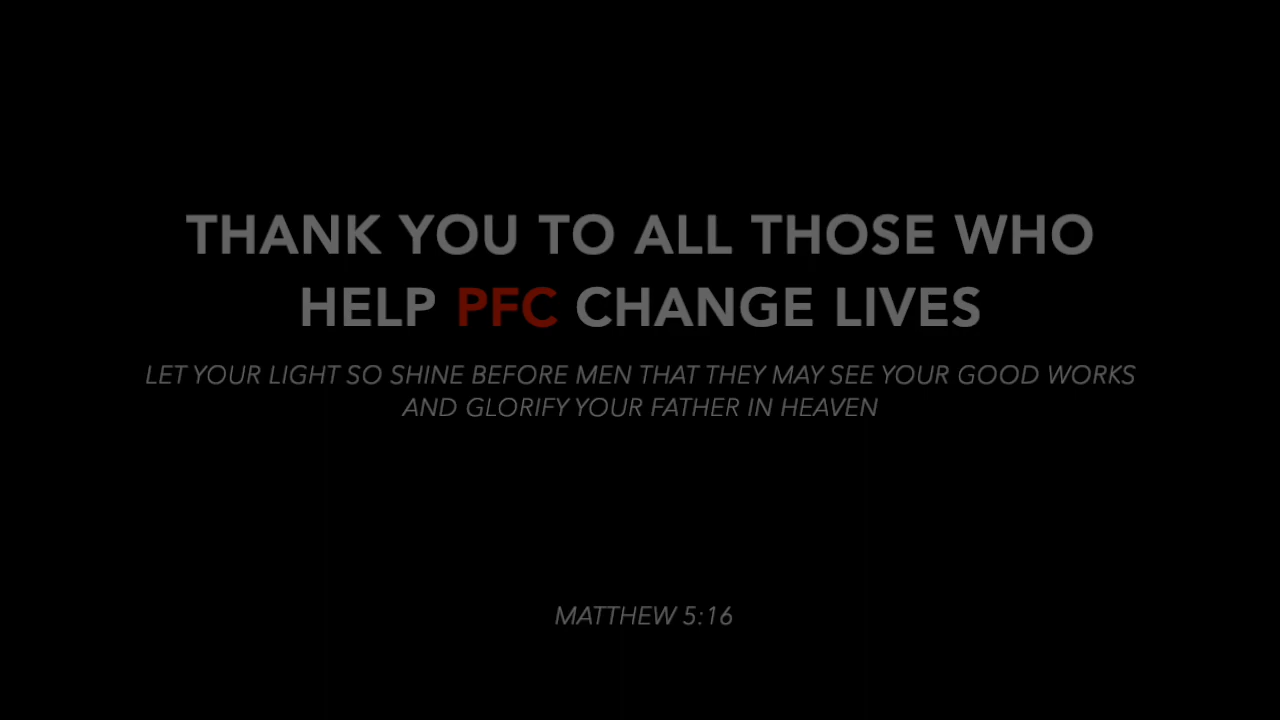 THANK YOU TO ALL THOSE WHO
HELP PFC CHANGE LIVES
LET YOUR LIGHT SO SHINE BEFORE MEN THAT THEY MAY SEE YOUR GOOD WORKS
AND GLORIFY YOUR FATHER IN HEAVEN
MATTHEW 5:16